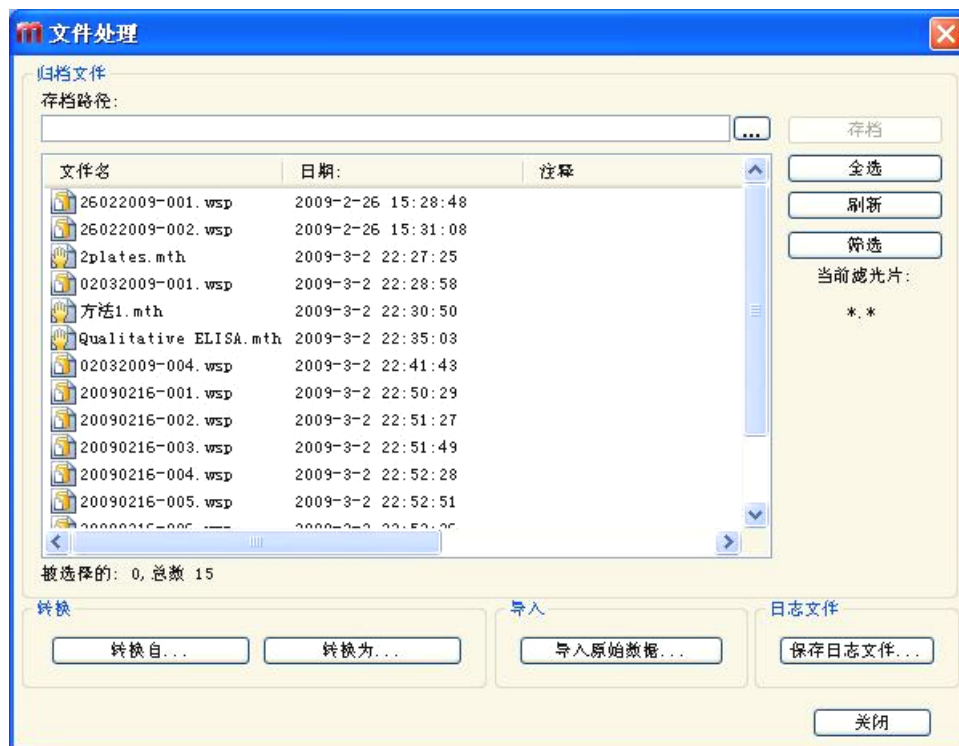 文件处理
归档文件
存档路径:
...
存档
文件名 日期: 注释
全选
刷新
筛选
当前滤光片:
*.*
26022009-001.wsp 2009-2-26 15:28:48
26022009-002.wsp 2009-2-26 15:31:08
2plates.mth 2009-3-2 22:27:25
02032009-001.wsp 2009-3-2 22:28:58
方法1.mth 2009-3-2 22:30:50
Qualitative ELISA.mth 2009-3-2 22:35:03
02032009-004.wsp 2009-3-2 22:41:43
20090216-001.wsp 2009-3-2 22:50:29
20090216-002.wsp 2009-3-2 22:51:27
20090216-003.wsp 2009-3-2 22:51:49
20090216-004.wsp 2009-3-2 22:52:28
20090216-005.wsp 2009-3-2 22:52:51
被选择的: 0,总数 15
转换
导入
日志文件
转换自...
转换为...
导入原始数据...
保存日志文件...
关闭